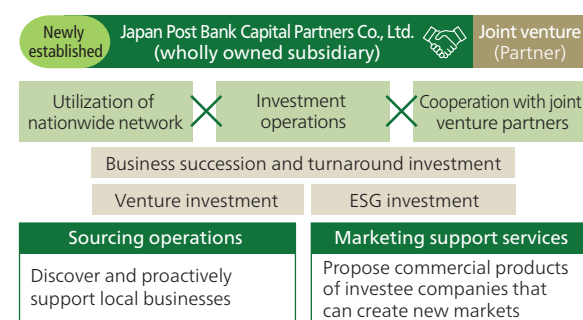 Newly
established
Japan Post Bank Capital Partners Co., Ltd.
(wholly owned subsidiary)
Joint venture
(Partner)
Utilization of
nationwide network
Investment
operations
Cooperation with joint
venture partners
Business succession and turnaround investment
Venture investment
ESG investment
Sourcing operations
Discover and proactively
support local businesses
Marketing support services
Propose commercial products
of investee companies that
can create new markets